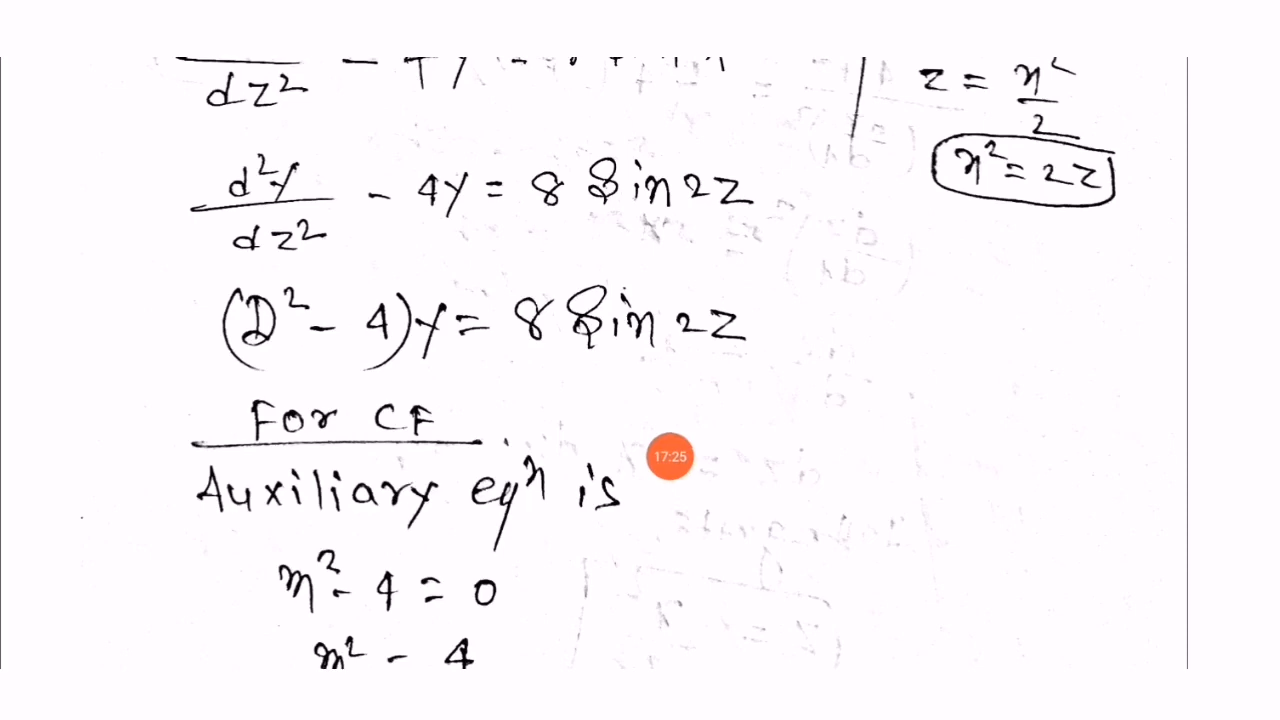 dz²
z = x²/2
x² = 2z
d²y/dz² - 4y = 8 Sin 2z
(D² - 4)y = 8 Sin 2z
For CF
17:25
Auxiliary eqⁿ is
m² - 4 = 0
m² - 4